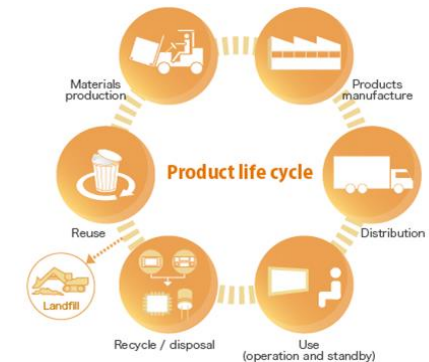 Materials
production
Products
manufacture
Product life cycle
Reuse
Distribution
Landfill
Recycle / disposal
Use
(operation and standby)